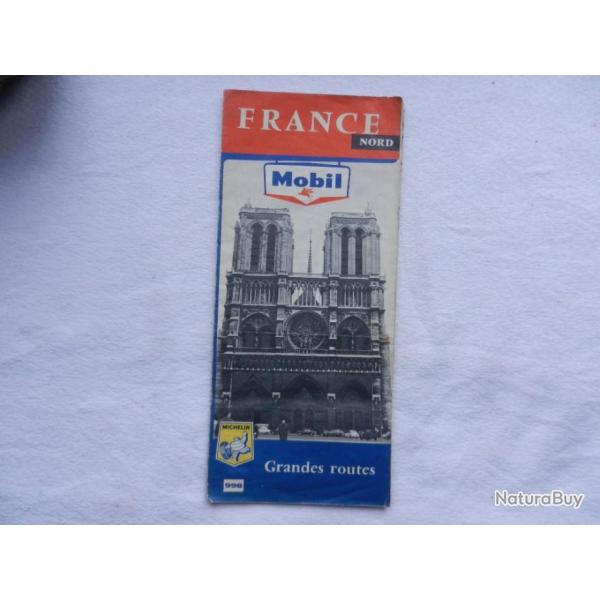 FRANCE
NORD
Mobil
MICHELIN
Grandes routes
998
NaturaBuy